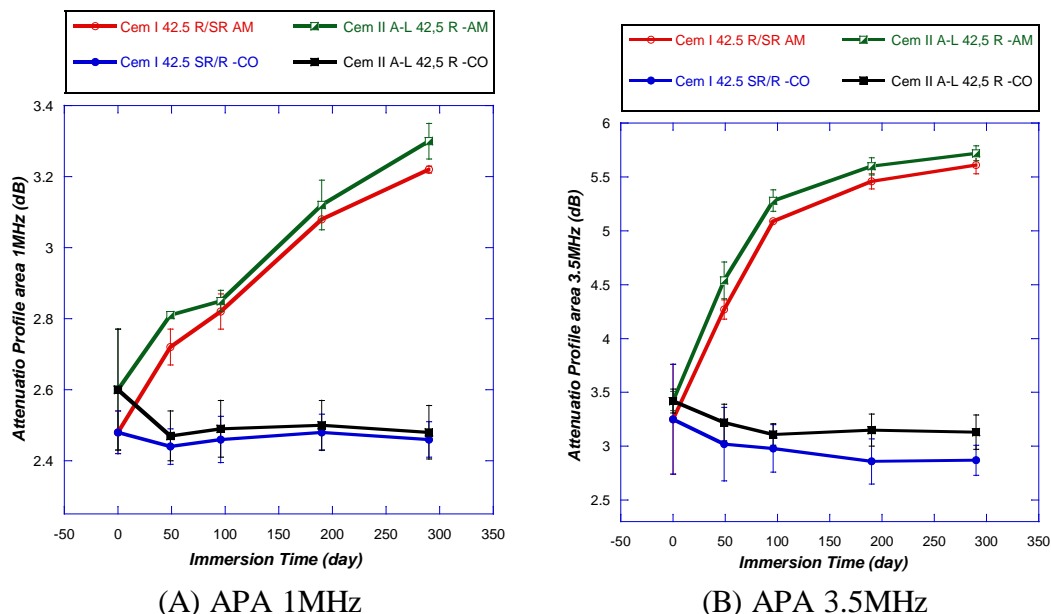 Cem I 42.5 R/SR AM
Cem II A-L 42,5 R -AM
Cem I 42.5 SR/R -CO
Cem II A-L 42,5 R -CO
3.4
3.2
3
2.8
2.6
2.4
Attenuatio Profile area 1MHz (dB)
-50 0 50 100 150 200 250 300 350
Immersion Time (day)
(A) APA 1MHz
Cem I 42.5 R/SR AM
Cem II A-L 42,5 R -AM
Cem I 42.5 SR/R -CO
Cem II A-L 42,5 R -CO
6
5.5
5
4.5
4
3.5
3
2.5
Attenuatio Profile area 3.5MHz (dB)
-50 0 50 100 150 200 250 300 350
Immersion Time (day)
(B) APA 3.5MHz